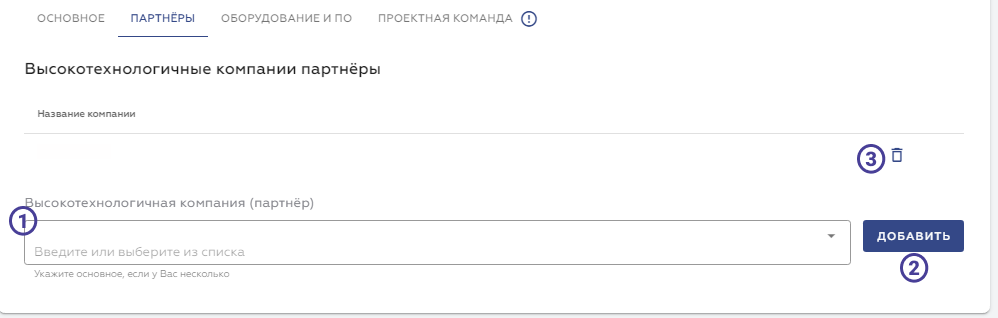 ОСНОВНОЕ ПАРТНЁРЫ ОБОРУДОВАНИЕ И ПО ПРОЕКТНАЯ КОМАНДА !
Высокотехнологичные компании партнёры
Название компании
3
Высокотехнологичная компания (партнёр)
1
Введите или выберите из списка
ДОБАВИТЬ
2
Укажите основное, если у Вас несколько